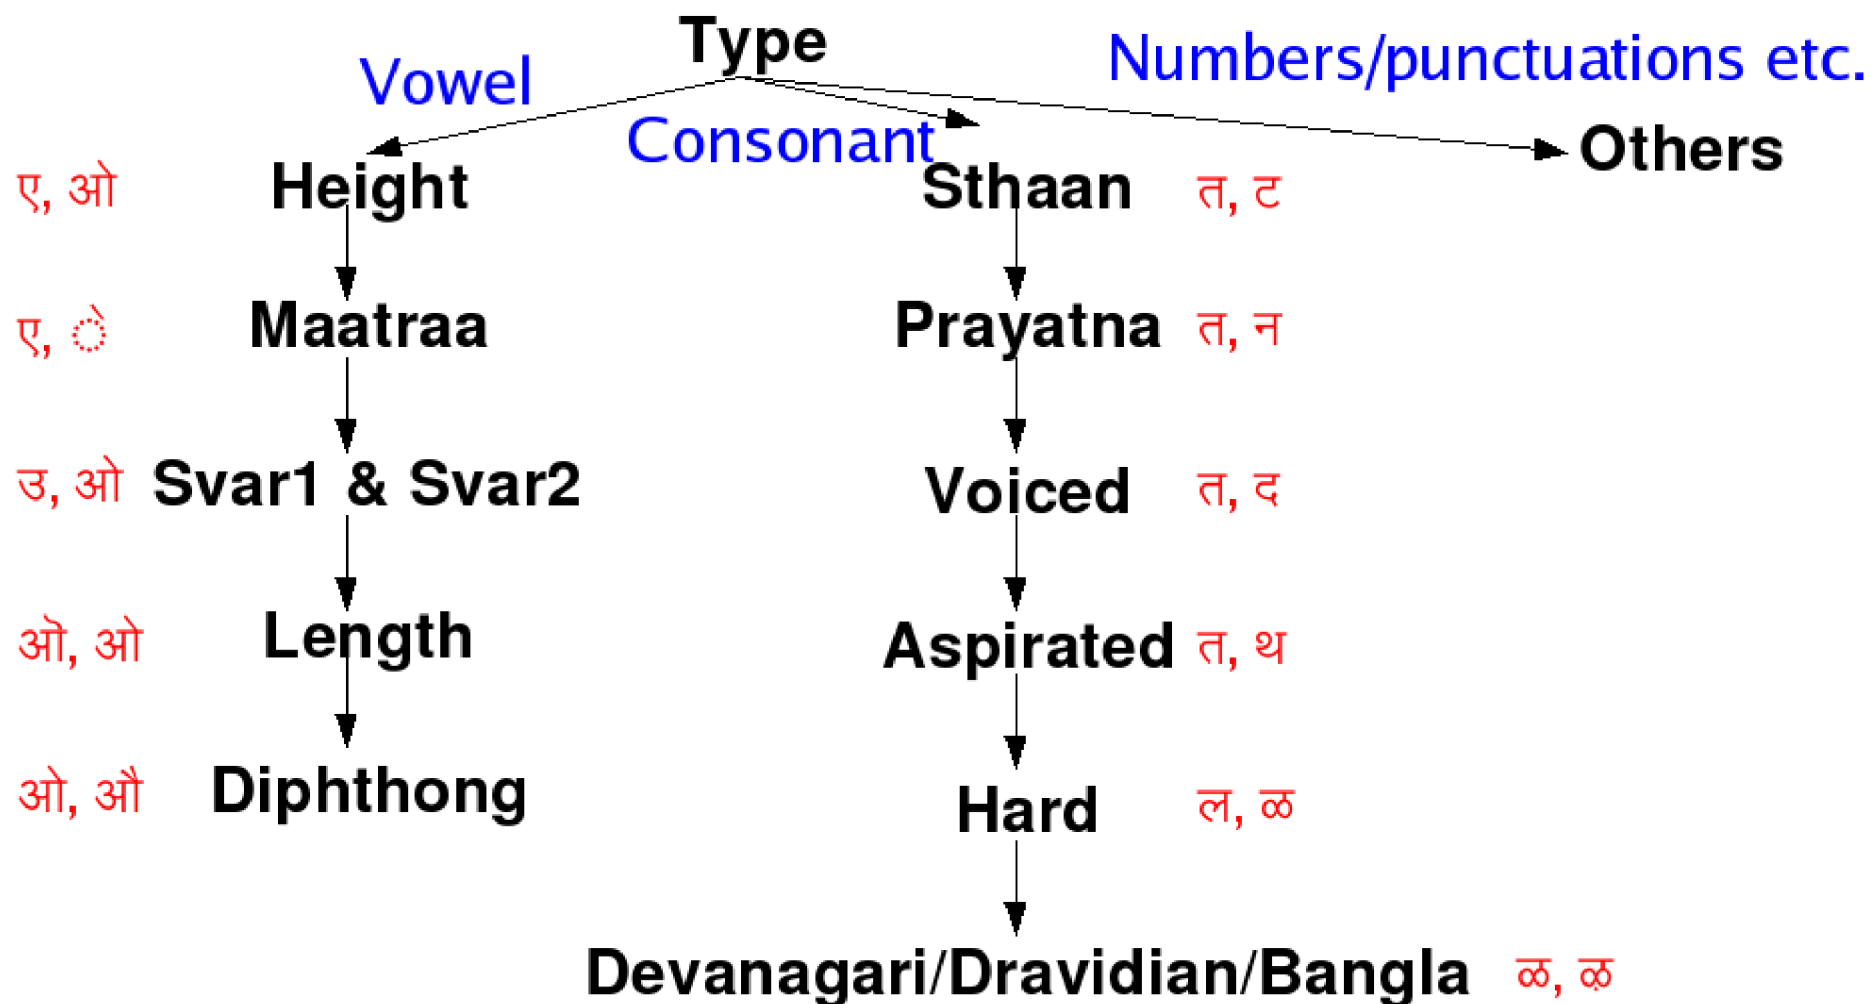 Type
Vowel
Consonant
Numbers/punctuations etc.
Others
ए, ओ Height
Sthaan त, ट
ए, े Maatraa
Prayatna त, न
उ, ओ Svar1 & Svar2
Voiced त, द
ऒ, ओ Length
Aspirated त, थ
ओ, औ Diphthong
Hard ल, ळ
Devanagari/Dravidian/Bangla ळ, ऴ